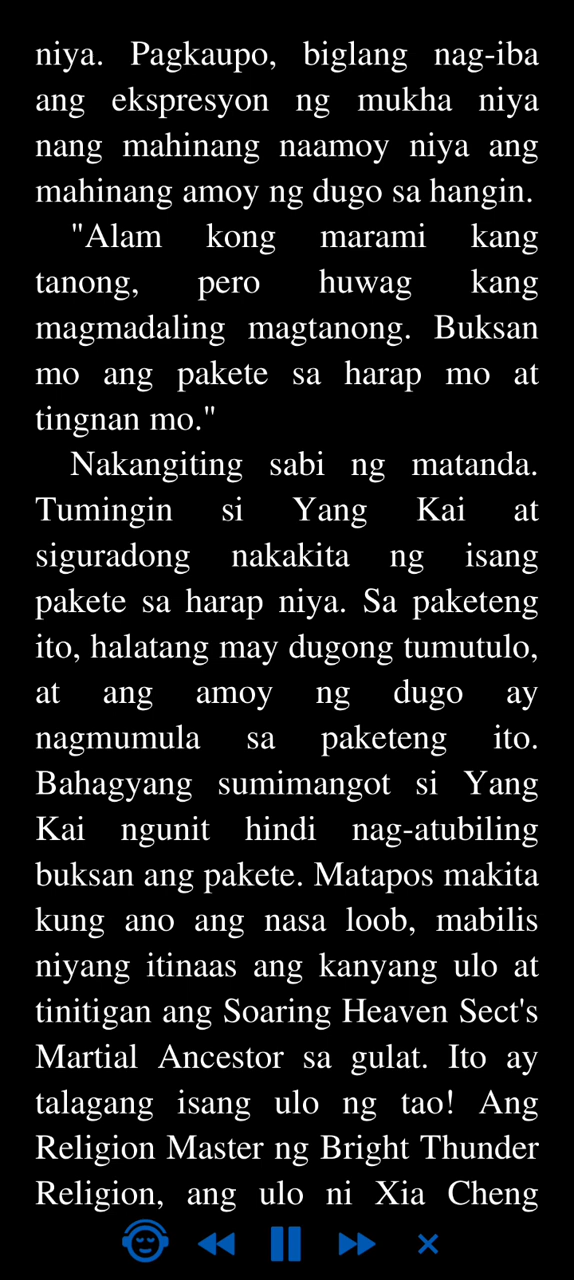 niya. Pagkaupo, biglang nag-iba
ang ekspresyon ng mukha niya
nang mahinang naamoy niya ang
mahinang amoy ng dugo sa hangin.
"Alam kong marami kang
tanong, pero huwag kang
magmadaling magtanong. Buksan
mo ang pakete sa harap mo at
tingnan mo."
Nakangiting sabi ng matanda.
Tumingin si Yang Kai at
siguradong nakakita ng isang
pakete sa harap niya. Sa paketeng
ito, halatang may dugong tumutulo,
at ang amoy ng dugo ay
nagmumula sa paketeng ito.
Bahagyang sumimangot si Yang
Kai ngunit hindi nag-atubiling
buksan ang pakete. Matapos makita
kung ano ang nasa loob, mabilis
niyang itinaas ang kanyang ulo at
tinitigan ang Soaring Heaven Sect's
Martial Ancestor sa gulat. Ito ay
talagang isang ulo ng tao! Ang
Religion Master ng Bright Thunder
Religion, ang ulo ni Xia Cheng